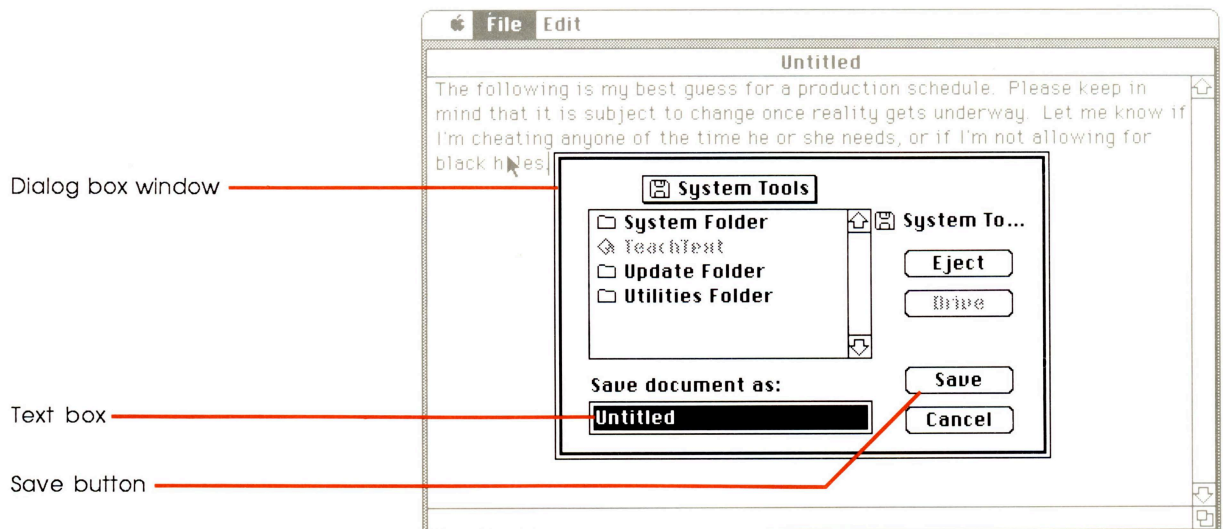 File Edit
Untitled
The following is my best guess for a production schedule. Please keep in
mind that it is subject to change once reality gets underway. Let me know if
I'm cheating anyone of the time he or she needs, or if I'm not allowing for
black holes.
Dialog box window
System Tools
System Folder
System To...
TeachText
Eject
Update Folder
Utilities Folder
Drive
Save document as:
Save
Text box
Untitled
Cancel
Save button